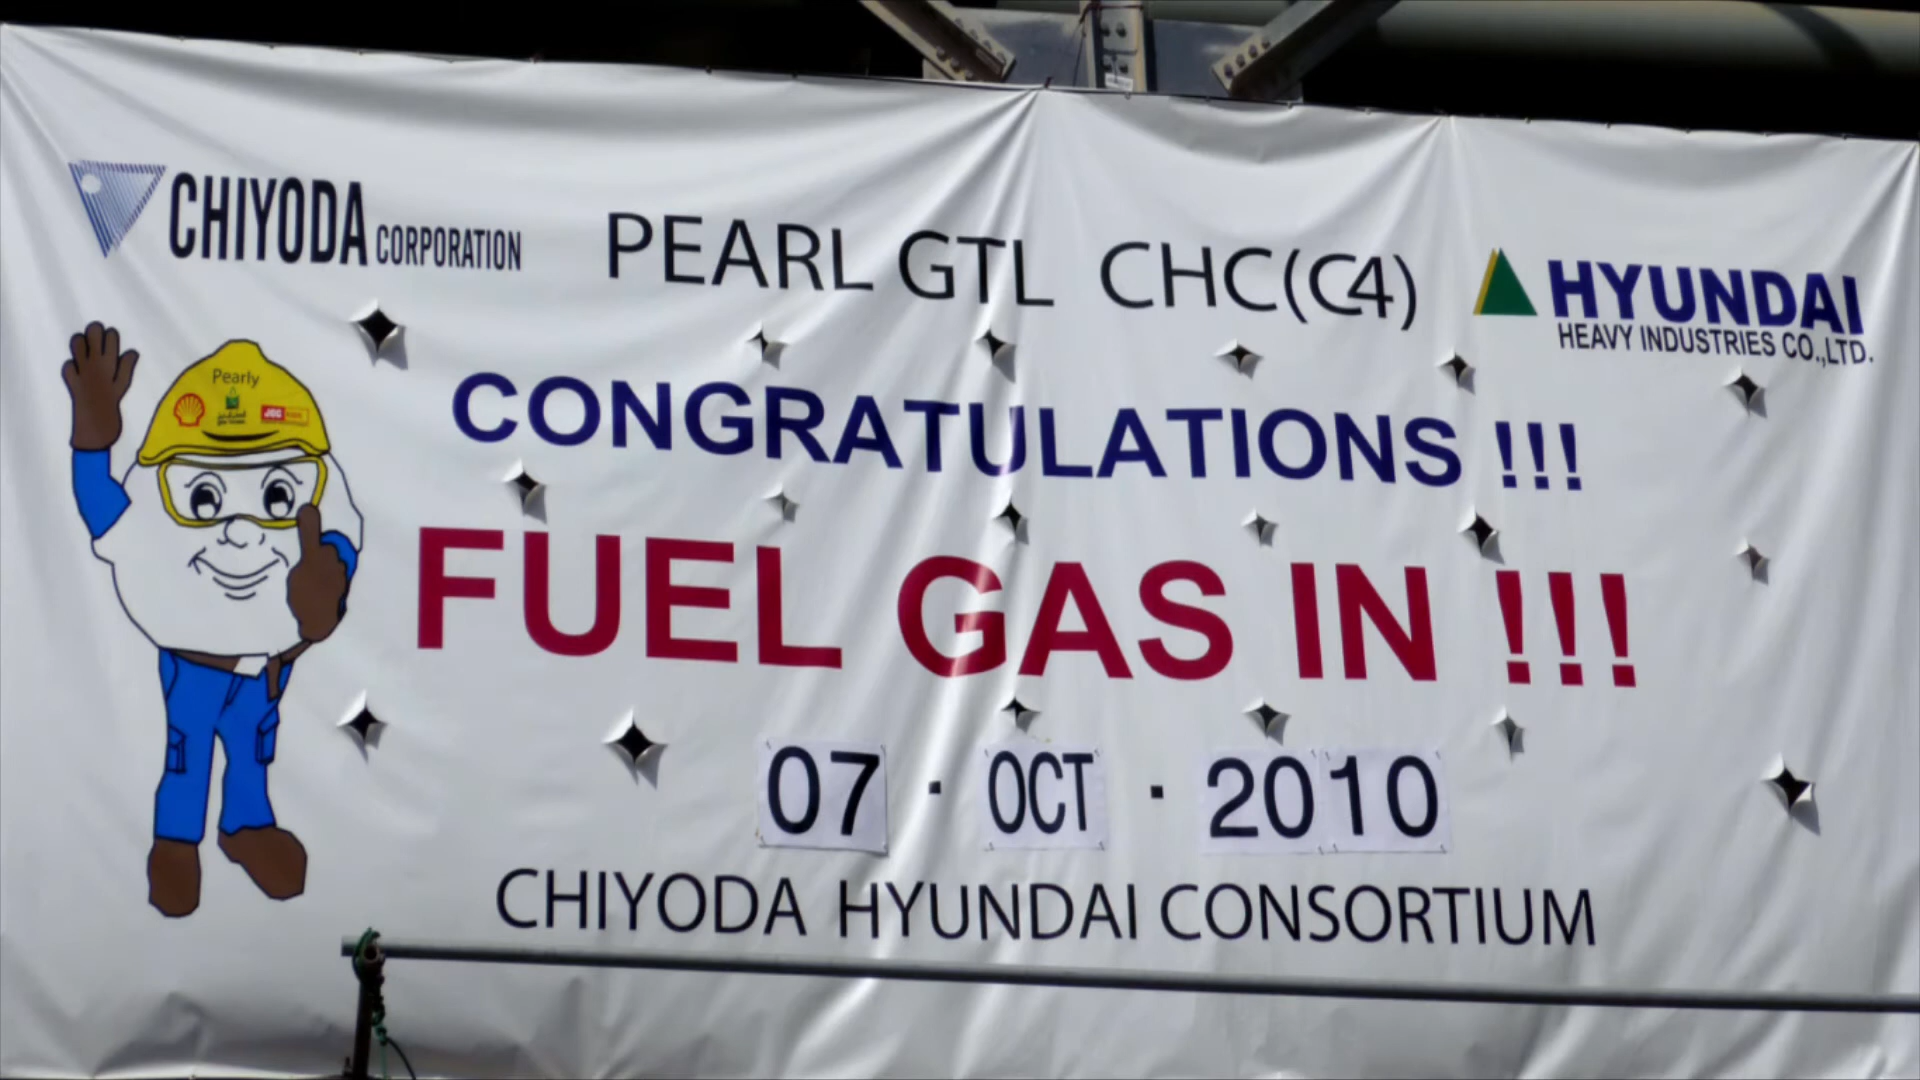 CHIYODA CORPORATION
PEARL GTL CHC(C4)
HYUNDAI
HEAVY INDUSTRIES CO.,LTD.
Pearly
JGC
CONGRATULATIONS !!!
FUEL GAS IN !!!
07 · OCT · 2010
CHIYODA HYUNDAI CONSORTIUM